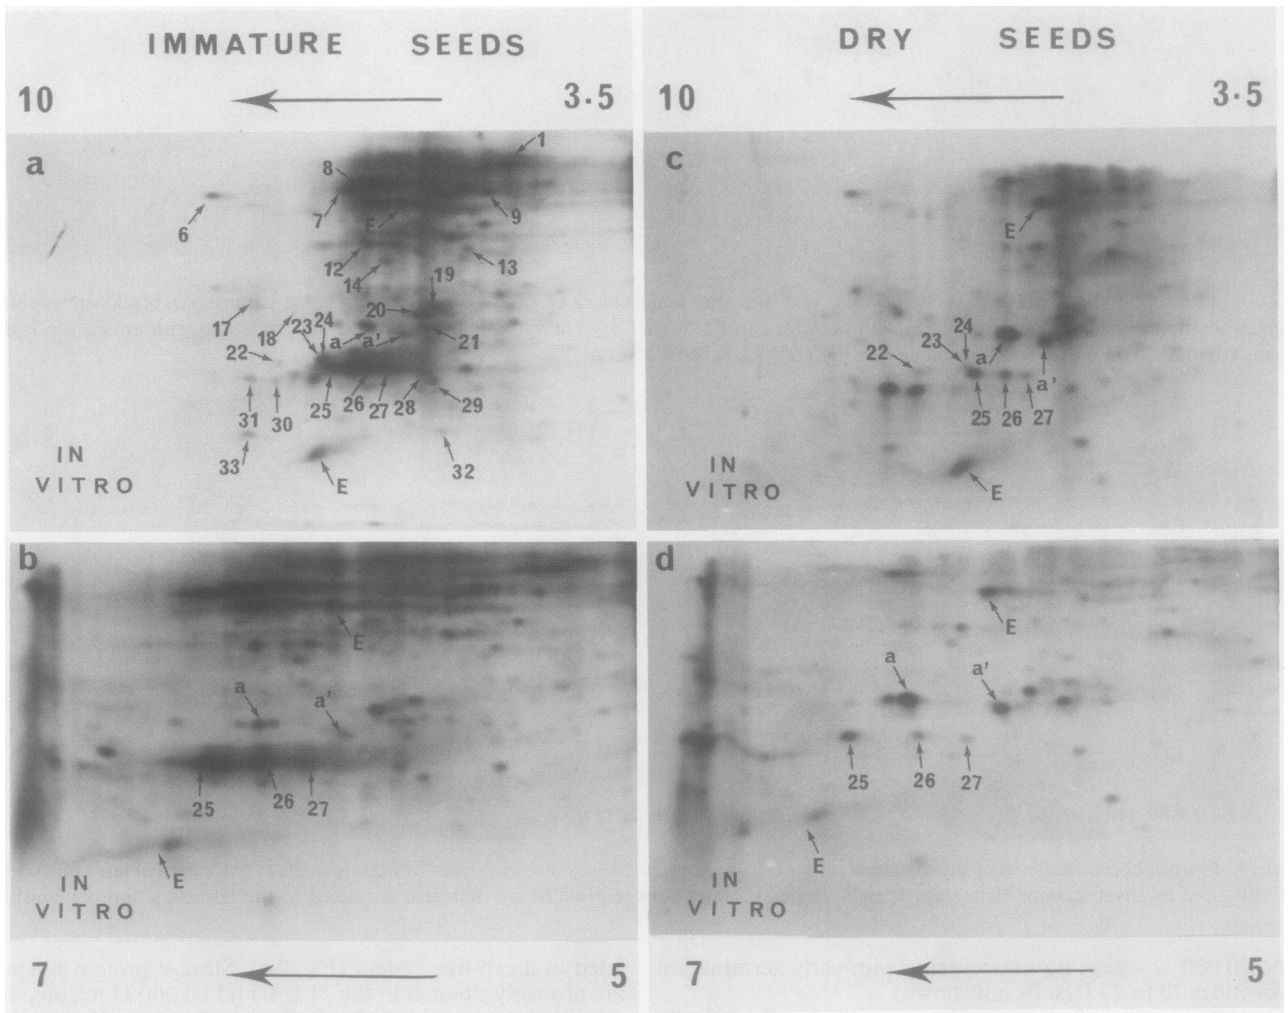 IMMATURE SEEDS
10 3.5
a
1
8
7
E
9
6
12
13
14
19
20
17
18
23
24
a
a'
21
22
31
30
25
26
27
28
29
33
32
E
IN
VITRO
DRY SEEDS
10 3.5
c
E
24
23
22
a
a'
25
26
27
E
IN
VITRO
b
E
a
a'
25
26
27
E
IN
VITRO
7 5
d
E
a
a'
25
26
27
E
IN
VITRO
7 5